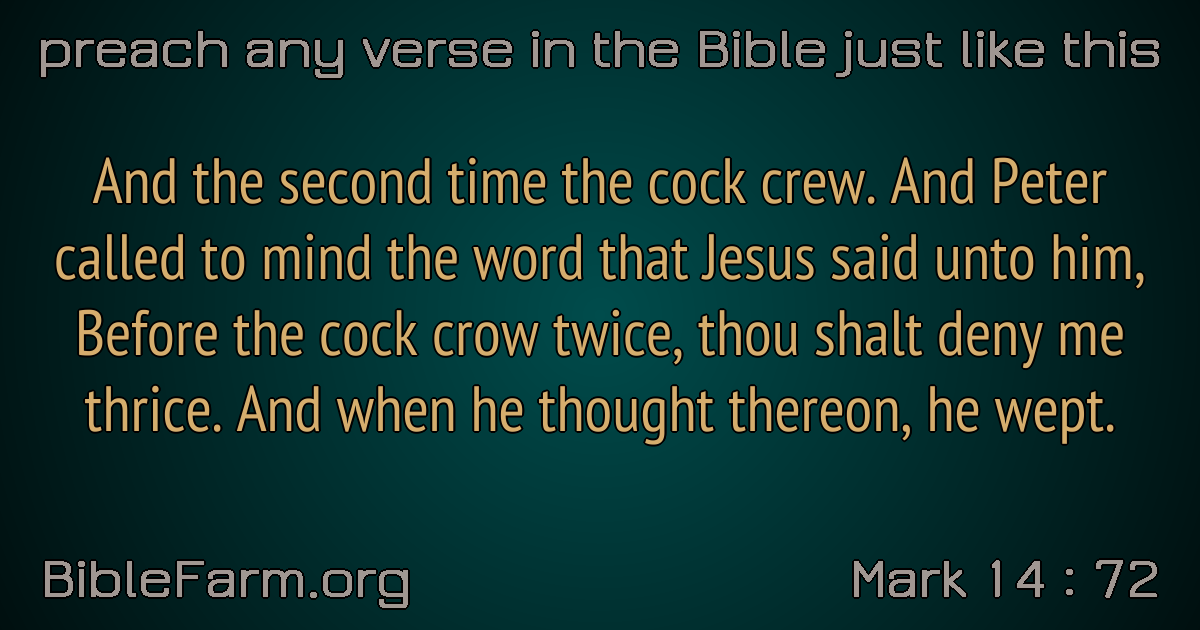 preach any verse in the Bible just like this
And the second time the cock crew. And Peter
called to mind the word that Jesus said unto him,
Before the cock crow twice, thou shalt deny me
thrice. And when he thought thereon, he wept.
BibleFarm.org
Mark 14 : 72